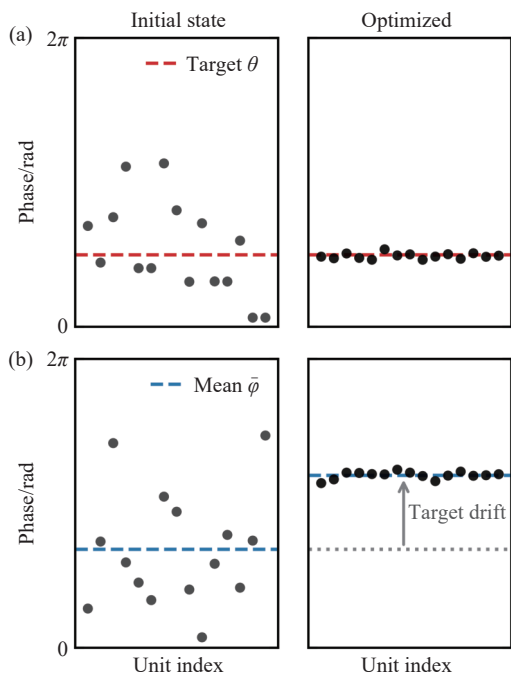 Initial state
Optimized
(a)
2π
Target θ
Phase/rad
0
(b)
2π
Mean φ̄
Phase/rad
Target drift
0
Unit index
Unit index